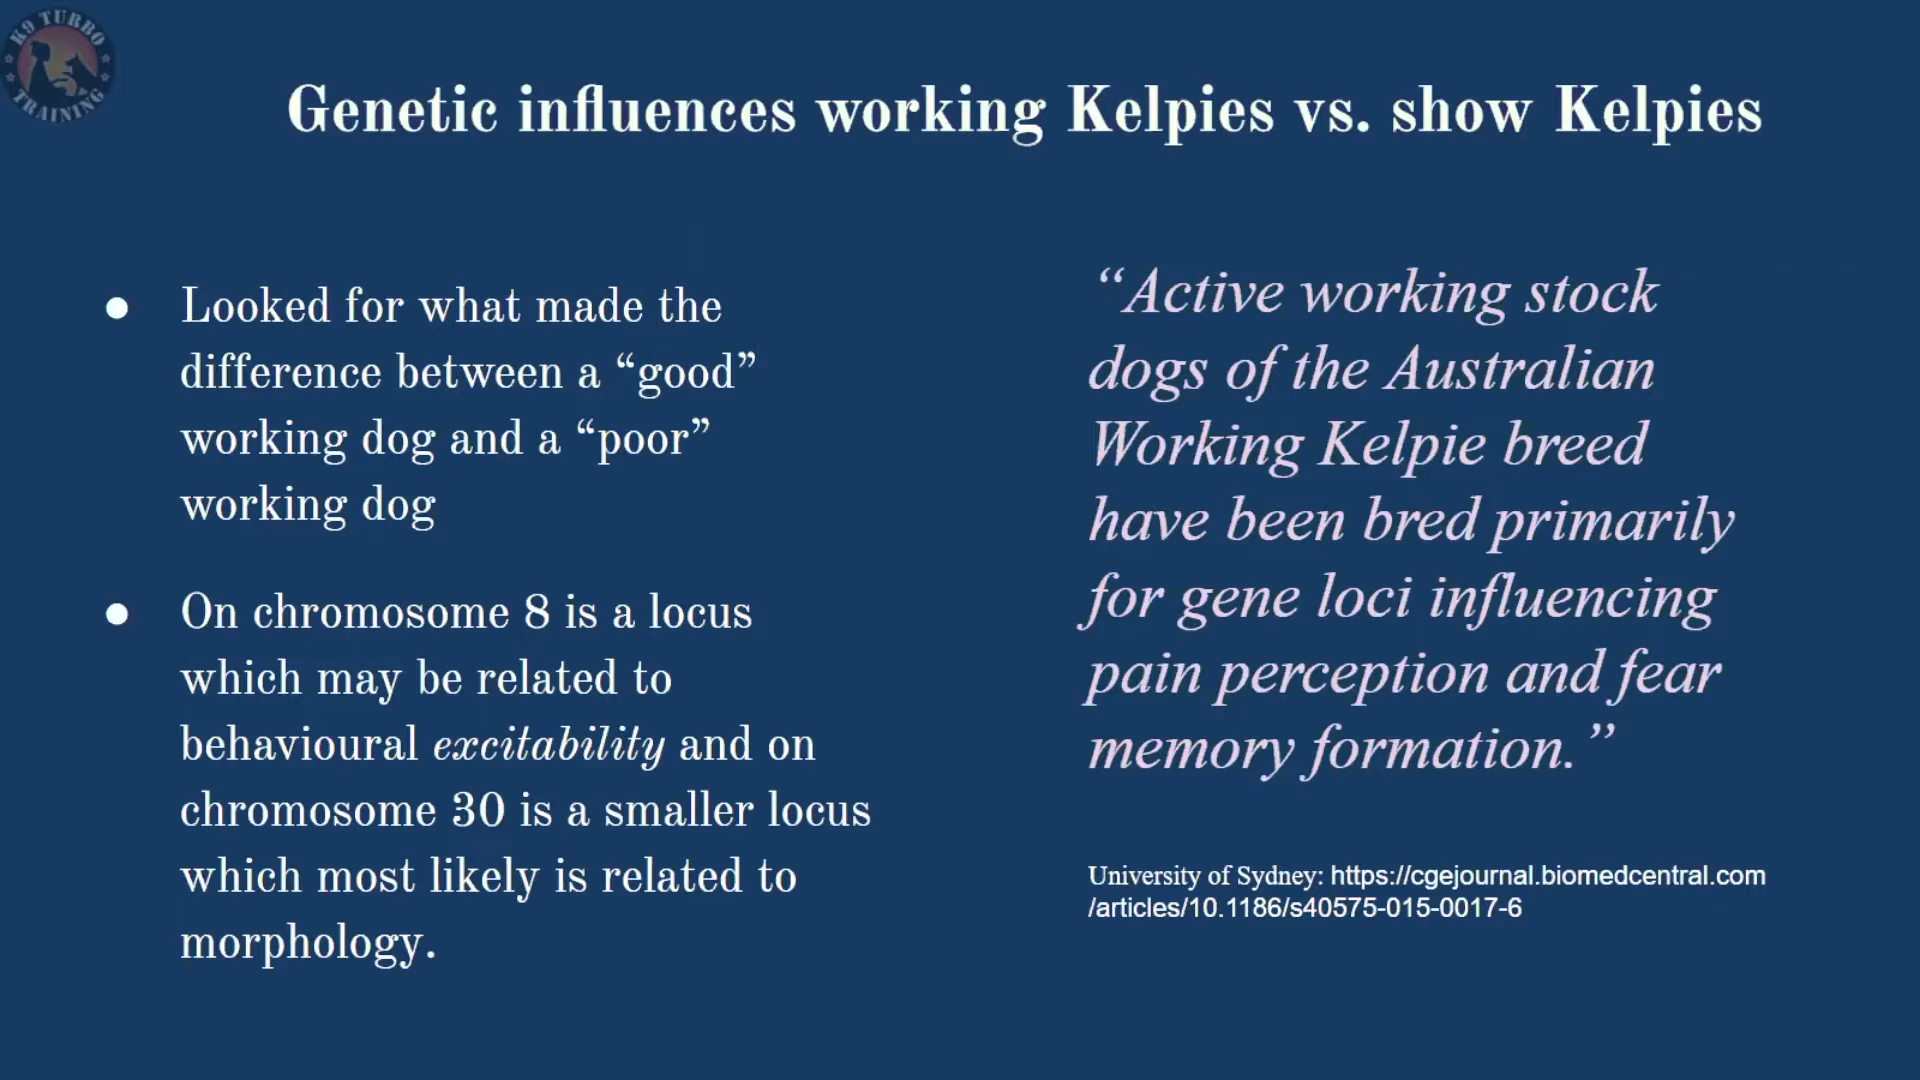 K9 TURBO
TRAINING
Genetic influences working Kelpies vs. show Kelpies
● Looked for what made the
difference between a “good”
working dog and a “poor”
working dog
● On chromosome 8 is a locus
which may be related to
behavioural excitability and on
chromosome 30 is a smaller locus
which most likely is related to
morphology.
“Active working stock
dogs of the Australian
Working Kelpie breed
have been bred primarily
for gene loci influencing
pain perception and fear
memory formation.”
University of Sydney: https://cgejournal.biomedcentral.com
/articles/10.1186/s40575-015-0017-6